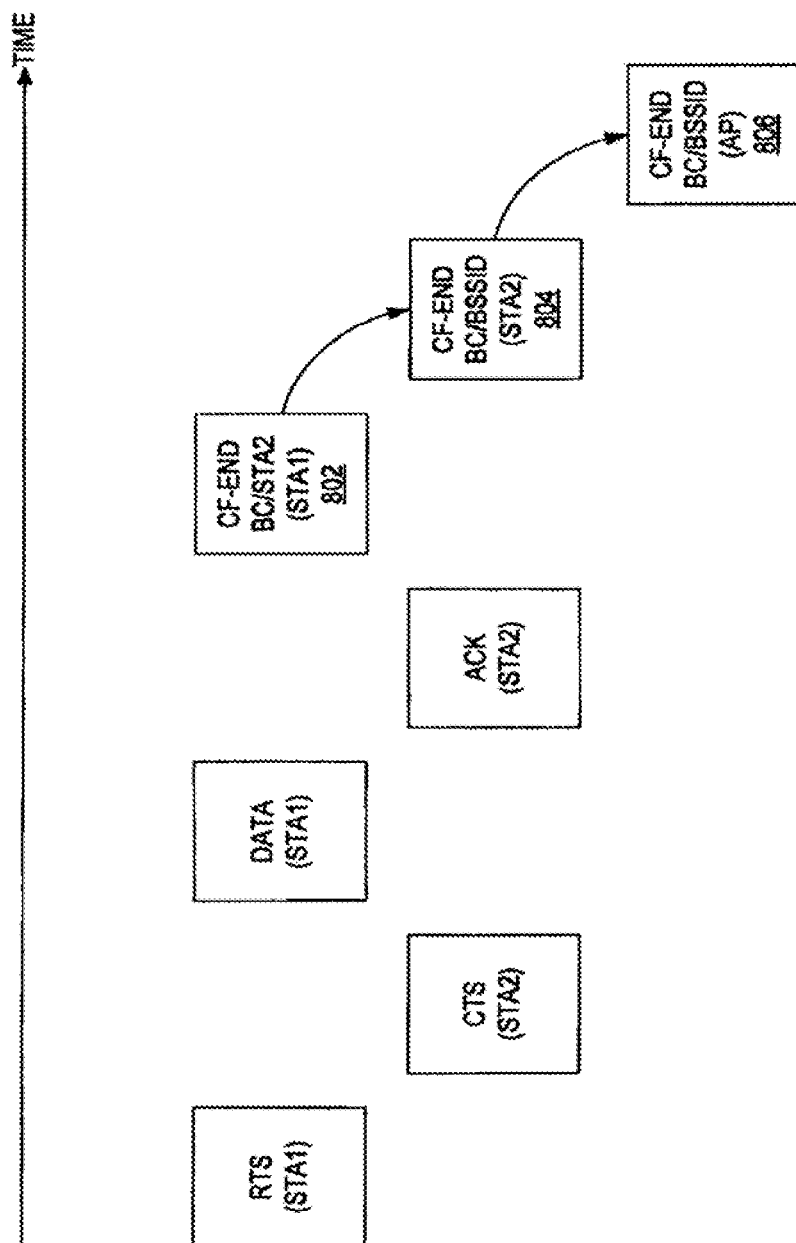 TIME
RTS
(STA1)
CTS
(STA2)
DATA
(STA1)
ACK
(STA2)
CF-END
BC/STA2
(STA1)
802
CF-END
BC/BSSID
(STA2)
804
CF-END
BC/BSSID
(AP)
806